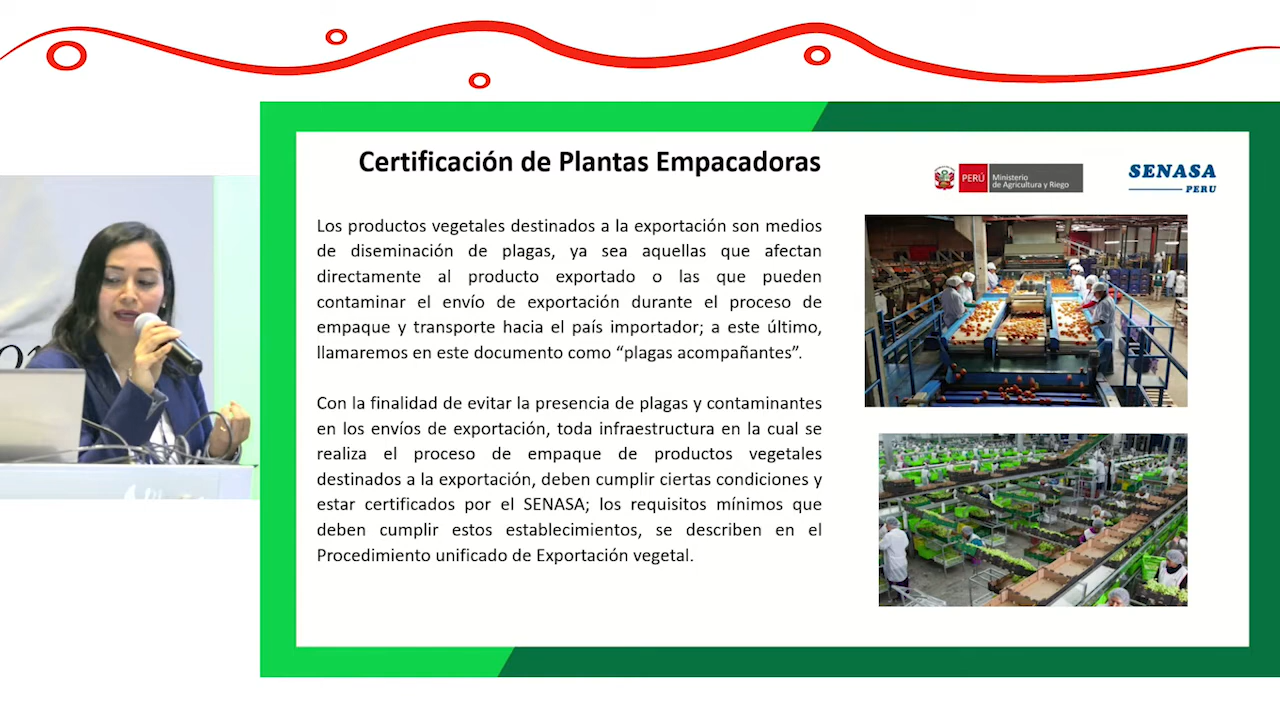 Certificación de Plantas Empacadoras
PERÚ
Ministerio
de Agricultura y Riego
SENASA
PERU
Los productos vegetales destinados a la exportación son medios
de diseminación de plagas, ya sea aquellas que afectan
directamente al producto exportado o las que pueden
contaminar el envío de exportación durante el proceso de
empaque y transporte hacia el país importador; a este último,
llamaremos en este documento como “plagas acompañantes”.
Con la finalidad de evitar la presencia de plagas y contaminantes
en los envíos de exportación, toda infraestructura en la cual se
realiza el proceso de empaque de productos vegetales
destinados a la exportación, deben cumplir ciertas condiciones y
estar certificados por el SENASA; los requisitos mínimos que
deben cumplir estos establecimientos, se describen en el
Procedimiento unificado de Exportación vegetal.